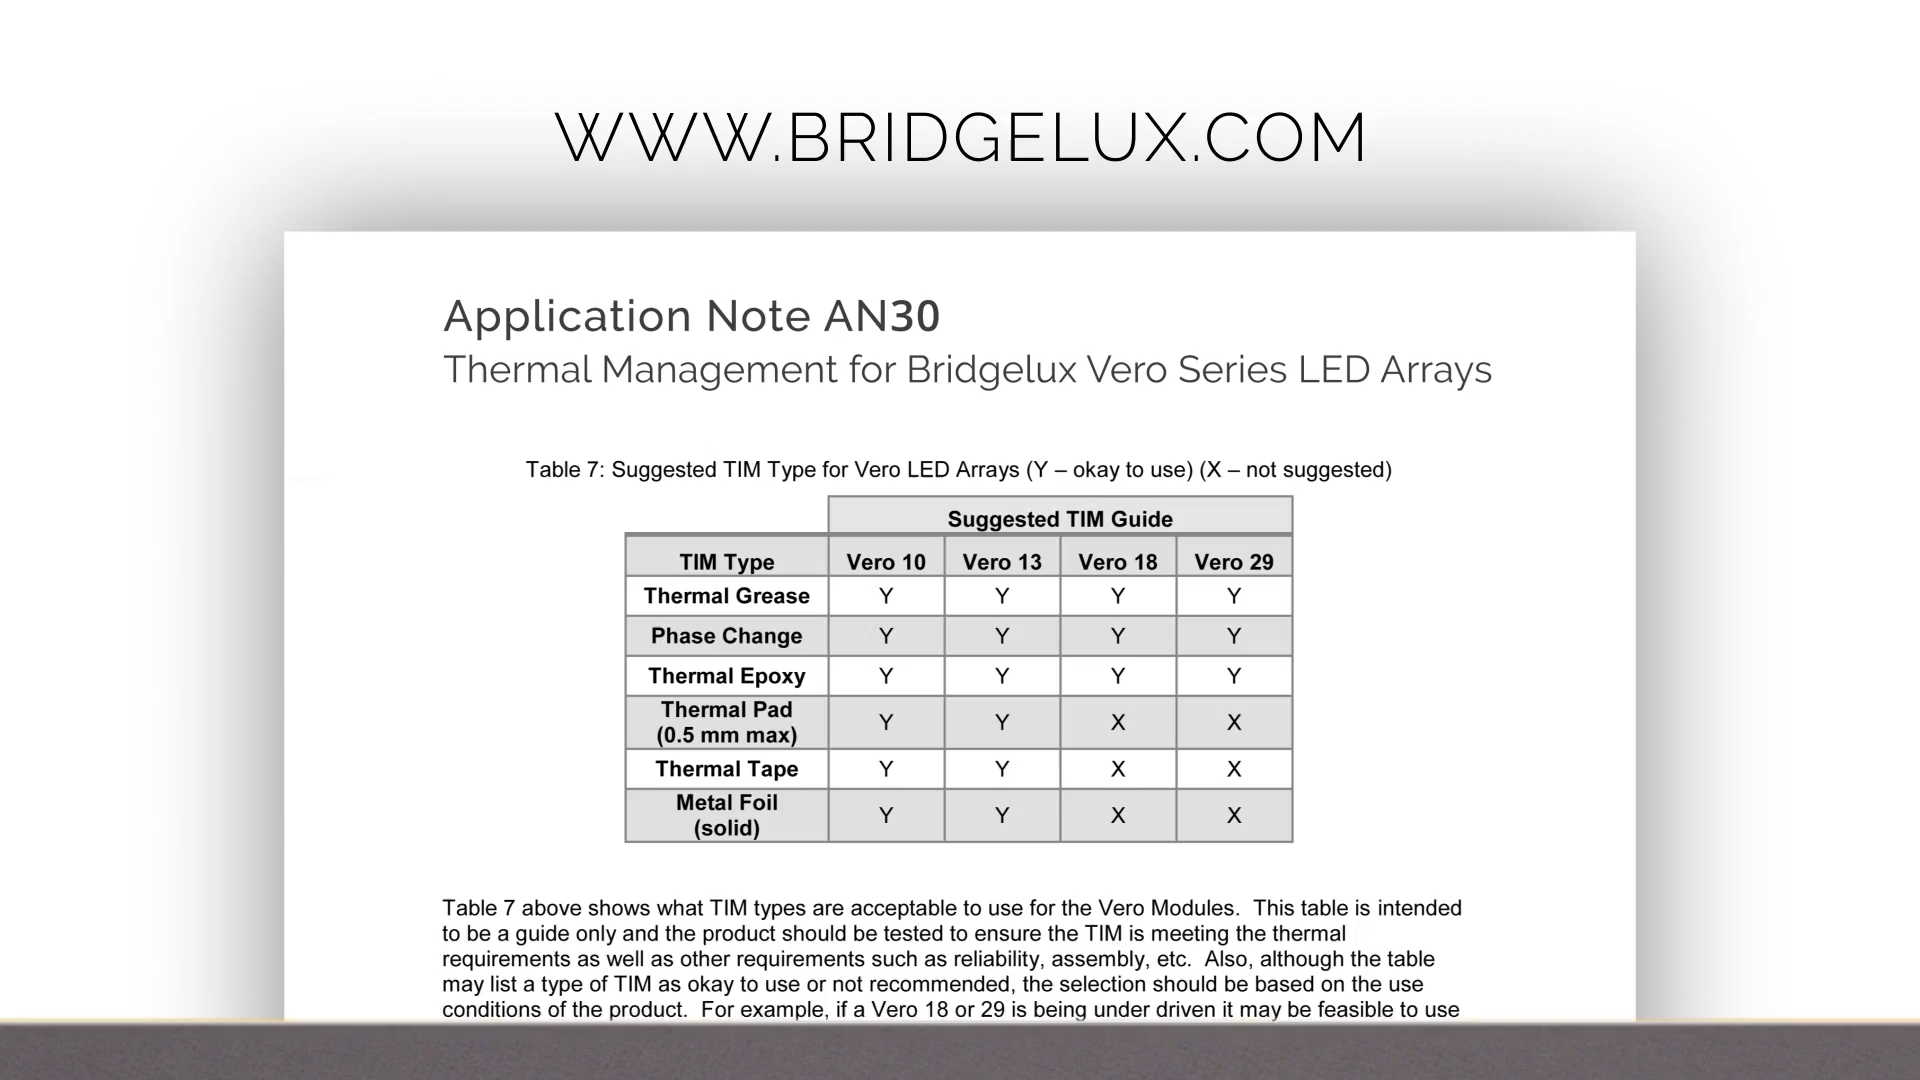 WWW.BRIDGELUX.COM
Application Note AN30
Thermal Management for Bridgelux Vero Series LED Arrays
Table 7: Suggested TIM Type for Vero LED Arrays (Y – okay to use) (X – not suggested)
Suggested TIM Guide
TIM Type Vero 10 Vero 13 Vero 18 Vero 29
Thermal Grease Y Y Y Y
Phase Change Y Y Y Y
Thermal Epoxy Y Y Y Y
Thermal Pad
(0.5 mm max) Y Y X X
Thermal Tape Y Y X X
Metal Foil
(solid) Y Y X X
Table 7 above shows what TIM types are acceptable to use for the Vero Modules.  This table is intended
to be a guide only and the product should be tested to ensure the TIM is meeting the thermal
requirements as well as other requirements such as reliability, assembly, etc.  Also, although the table
may list a type of TIM as okay to use or not recommended, the selection should be based on the use
conditions of the product.  For example, if a Vero 18 or 29 is being under driven it may be feasible to use